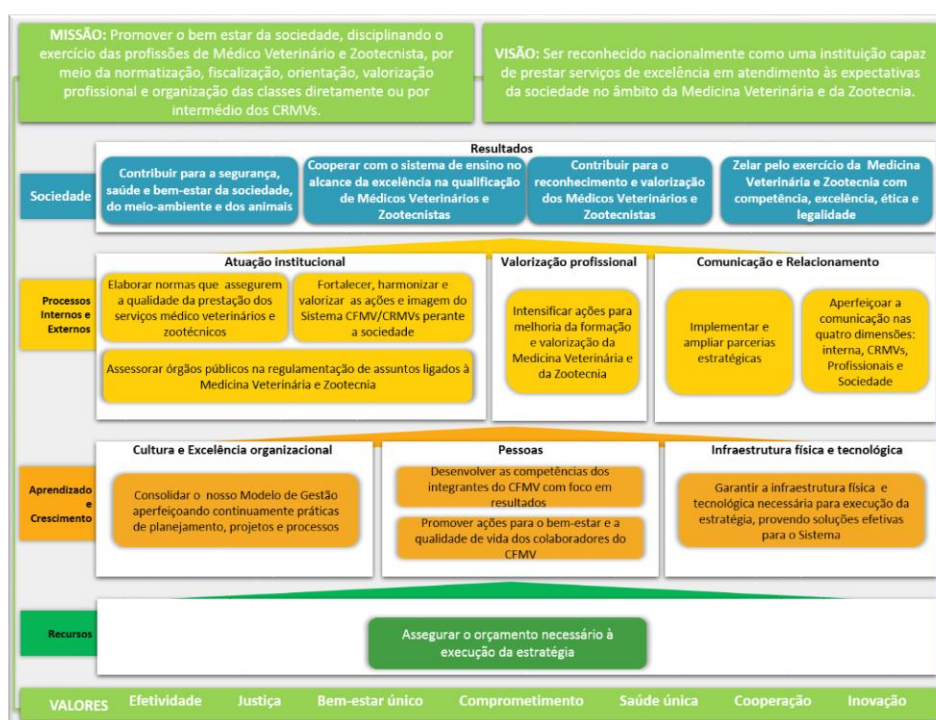 MISSÃO: Promover o bem estar da sociedade, disciplinando o
exercício das profissões de Médico Veterinário e Zootecnista, por
meio da normatização, fiscalização, orientação, valorização
profissional e organização das classes diretamente ou por
intermédio dos CRMVs.
VISÃO: Ser reconhecido nacionalmente como uma instituição capaz
de prestar serviços de excelência em atendimento às expectativas
da sociedade no âmbito da Medicina Veterinária e da Zootecnia.
Resultados
Sociedade
Contribuir para a segurança,
saúde e bem-estar da sociedade,
do meio-ambiente e dos animais
Cooperar com o sistema de ensino no
alcance da excelência na qualificação
de Médicos Veterinários e
Zootecnistas
Contribuir para o
reconhecimento e valorização
dos Médicos Veterinários e
Zootecnistas
Zelar pelo exercício da Medicina
Veterinária e Zootecnia com
competência, excelência, ética e
legalidade
Processos
Internos e
Externos
Atuação institucional
Elaborar normas que assegurem
a qualidade da prestação dos
serviços médico veterinários e
zootécnicos
Fortalecer, harmonizar e
valorizar as ações e imagem do
Sistema CFMV/CRMVs perante
a sociedade
Assessorar órgãos públicos na regulamentação de assuntos ligados à
Medicina Veterinária e Zootecnia
Valorização profissional
Intensificar ações para
melhoria da formação
e valorização da
Medicina Veterinária e
da Zootecnia
Comunicação e Relacionamento
Implementar e
ampliar parcerias
estratégicas
Aperfeiçoar a
comunicação nas
quatro dimensões:
interna, CRMVs,
Profissionais e
Sociedade
Aprendizado
e
Crescimento
Cultura e Excelência organizacional
Consolidar o nosso Modelo de Gestão
aperfeiçoando continuamente práticas
de planejamento, projetos e processos
Pessoas
Desenvolver as competências dos
integrantes do CFMV com foco em
resultados
Promover ações para o bem-estar e a
qualidade de vida dos colaboradores do
CFMV
Infraestrutura física e tecnológica
Garantir a infraestrutura física e
tecnológica necessária para execução da
estratégia, provendo soluções efetivas
para o Sistema
Recursos
Assegurar o orçamento necessário à
execução da estratégia
VALORES Efetividade Justiça Bem-estar único Comprometimento Saúde única Cooperação Inovação